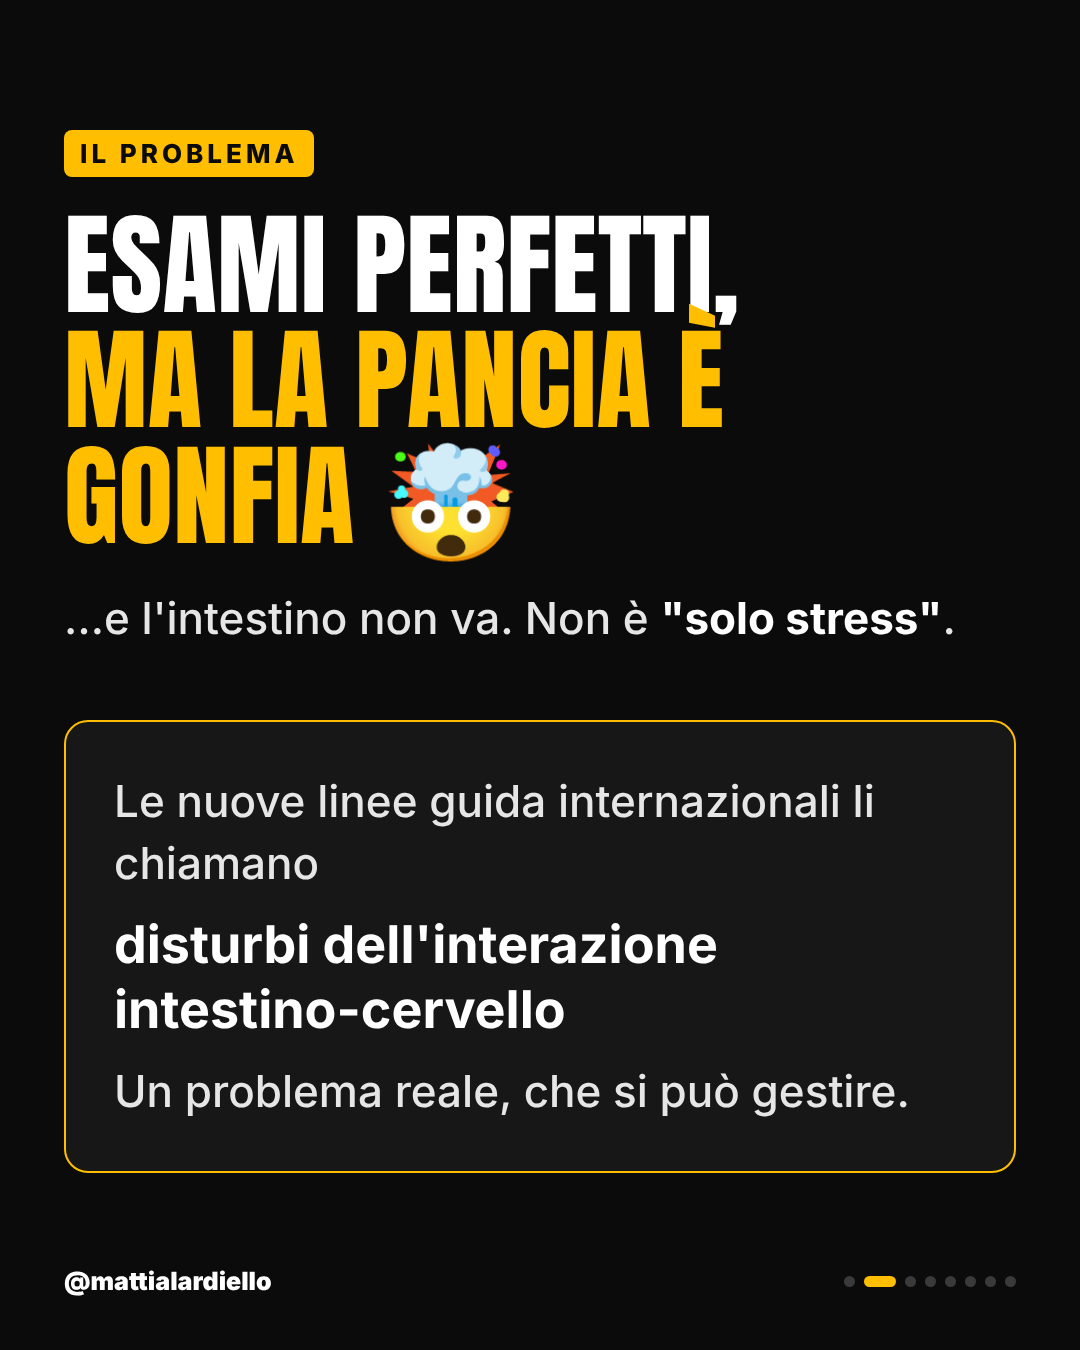 IL PROBLEMA
ESAMI PERFETTI,
MA LA PANCIA È
GONFIA 🤯
...e l'intestino non va. Non è "solo stress".
Le nuove linee guida internazionali li
chiamano
disturbi dell'interazione
intestino-cervello
Un problema reale, che si può gestire.
@mattialardiello